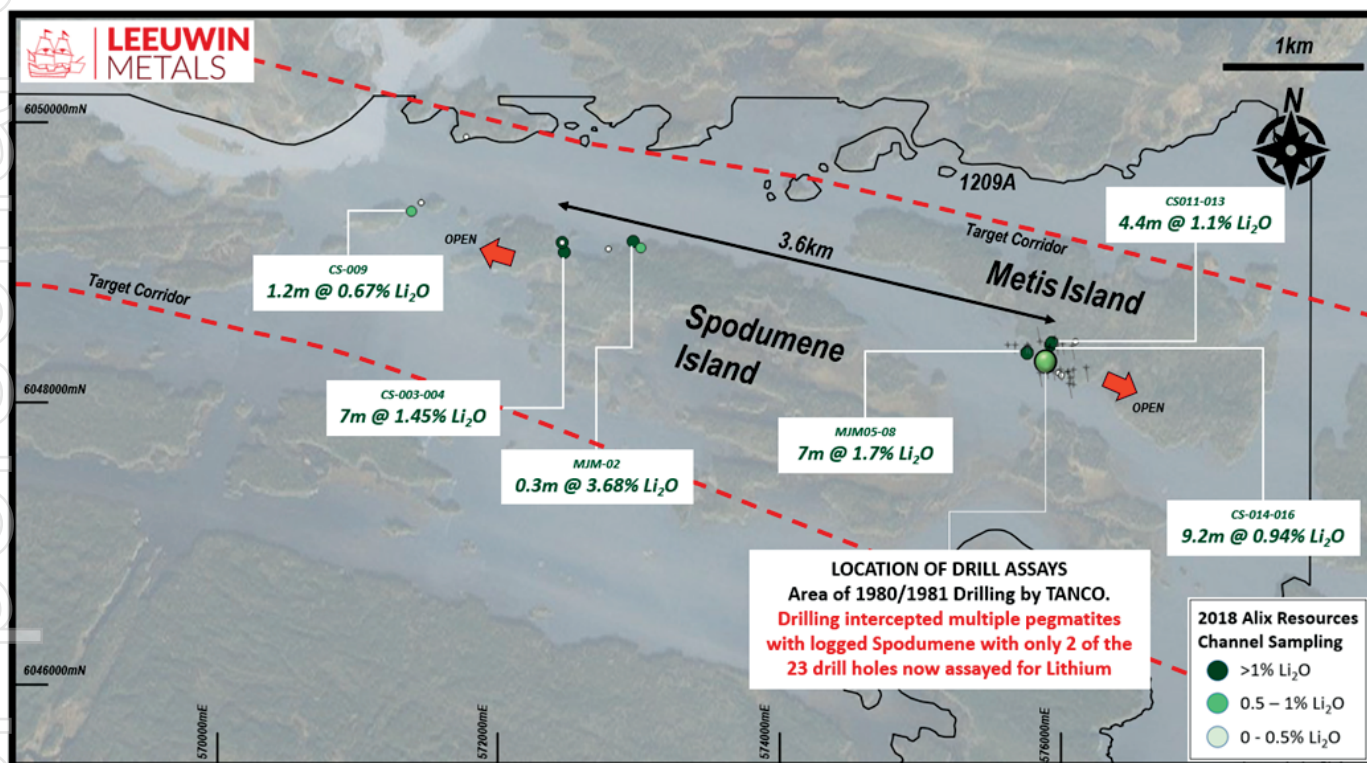 LEEUWIN
METALS
1km
N
6050000mN
1209A
CS011-013
4.4m @ 1.1% Li₂O
OPEN
3.6km
Target Corridor
Metis Island
CS-009
1.2m @ 0.67% Li₂O
Target Corridor
Spodumene
Island
6048000mN
CS-003-004
7m @ 1.45% Li₂O
OPEN
MJM05-08
7m @ 1.7% Li₂O
MJM-02
0.3m @ 3.68% Li₂O
CS-014-016
9.2m @ 0.94% Li₂O
LOCATION OF DRILL ASSAYS
Area of 1980/1981 Drilling by TANCO.
Drilling intercepted multiple pegmatites
with logged Spodumene with only 2 of the
23 drill holes now assayed for Lithium
2018 Alix Resources
Channel Sampling
>1% Li₂O
0.5 – 1% Li₂O
0 - 0.5% Li₂O
6046000mN
570000mE
572000mE
574000mE
576000mE